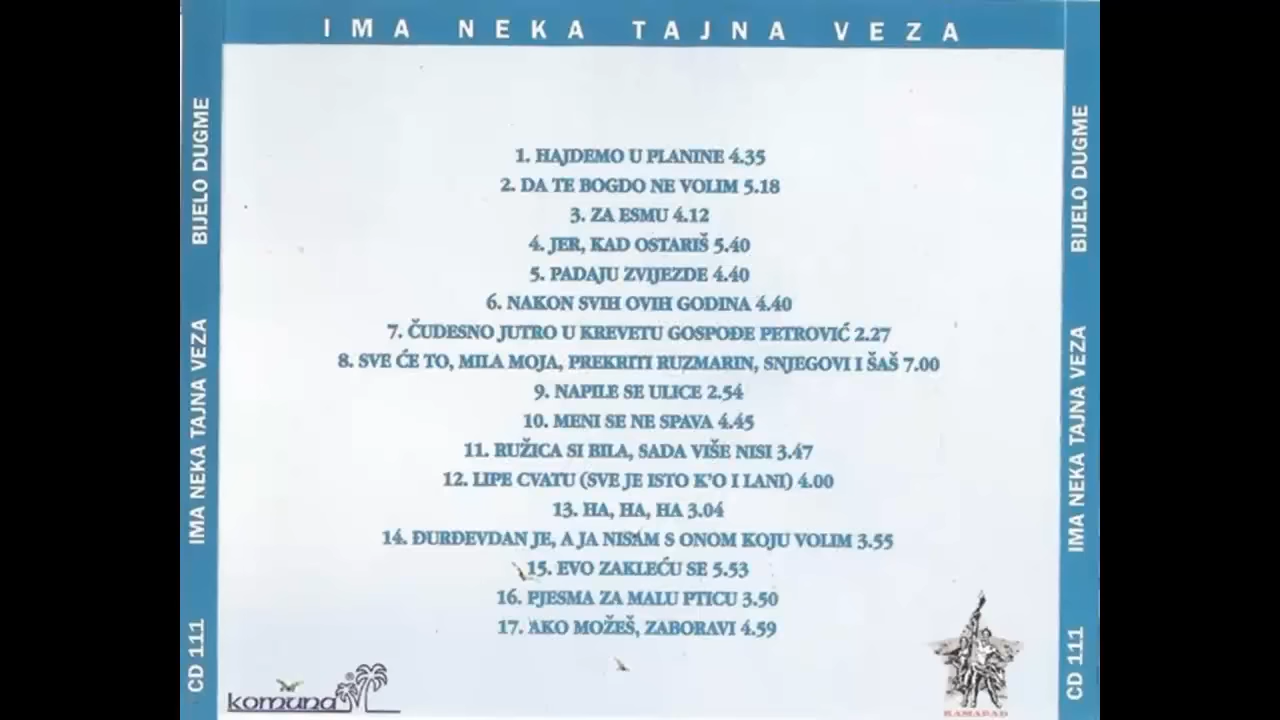 IMA NEKA TAJNA VEZA
BIJELO DUGME
IMA NEKA TAJNA VEZA
CD 111
1. HAJDEMO U PLANINE 4.35
2. DA TE BOGDO NE VOLIM 5.18
3. ZA ESMU 4.12
4. JER, KAD OSTARIŠ 5.40
5. PADAJU ZVIJEZDE 4.40
6. NAKON SVIH OVIH GODINA 4.40
7. ČUDESNO JUTRO U KREVETU GOSPOĐE PETROVIĆ 2.27
8. SVE ĆE TO, MILA MOJA, PREKRITI RUZMARIN, SNJEGOVI I ŠAŠ 7.00
9. NAPILE SE ULICE 2.54
10. MENI SE NE SPAVA 4.45
11. RUŽICA SI BILA, SADA VIŠE NISI 3.47
12. LIPE CVATU (SVE JE ISTO K'O I LANI) 4.00
13. HA, HA, HA 3.04
14. ĐURĐEVDAN JE, A JA NISAM S ONOM KOJU VOLIM 3.55
15. EVO ZAKLEĆU SE 5.53
16. PJESMA ZA MALU PTICU 3.50
17. AKO MOŽEŠ, ZABORAVI 4.59
komuna
KAMARAD
BIJELO DUGME
IMA NEKA TAJNA VEZA
CD 111